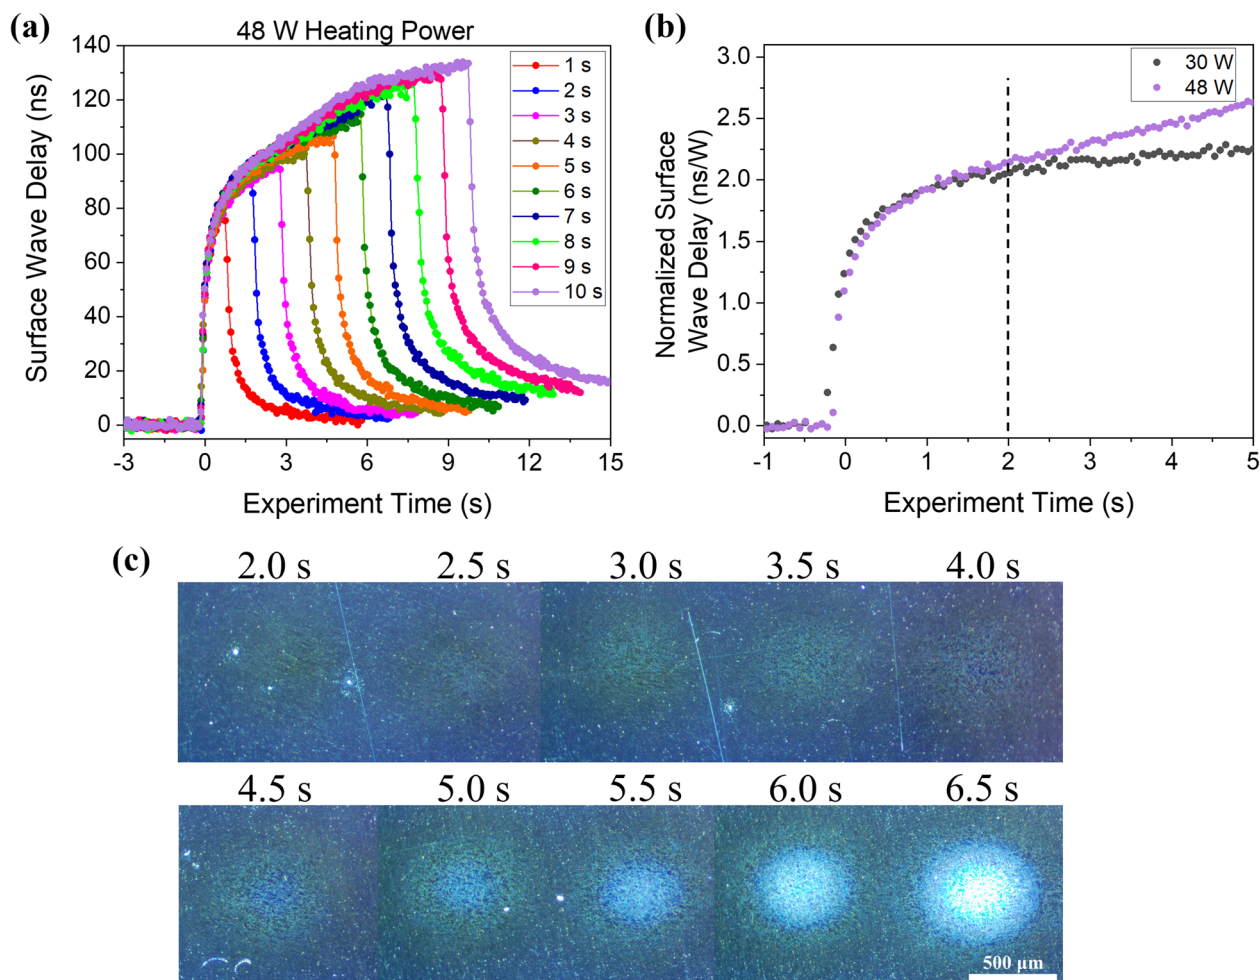 (a)
48 W Heating Power
140
120
100
80
60
40
20
0
Surface Wave Delay (ns)
-3 0 3 6 9 12 15
Experiment Time (s)
1 s
2 s
3 s
4 s
5 s
6 s
7 s
8 s
9 s
10 s
(b)
3.0
2.5
2.0
1.5
1.0
0.5
0.0
Normalized Surface
Wave Delay (ns/W)
-1 0 1 2 3 4 5
Experiment Time (s)
30 W
48 W
(c)
2.0 s 2.5 s 3.0 s 3.5 s 4.0 s
4.5 s 5.0 s 5.5 s 6.0 s 6.5 s
500 µm